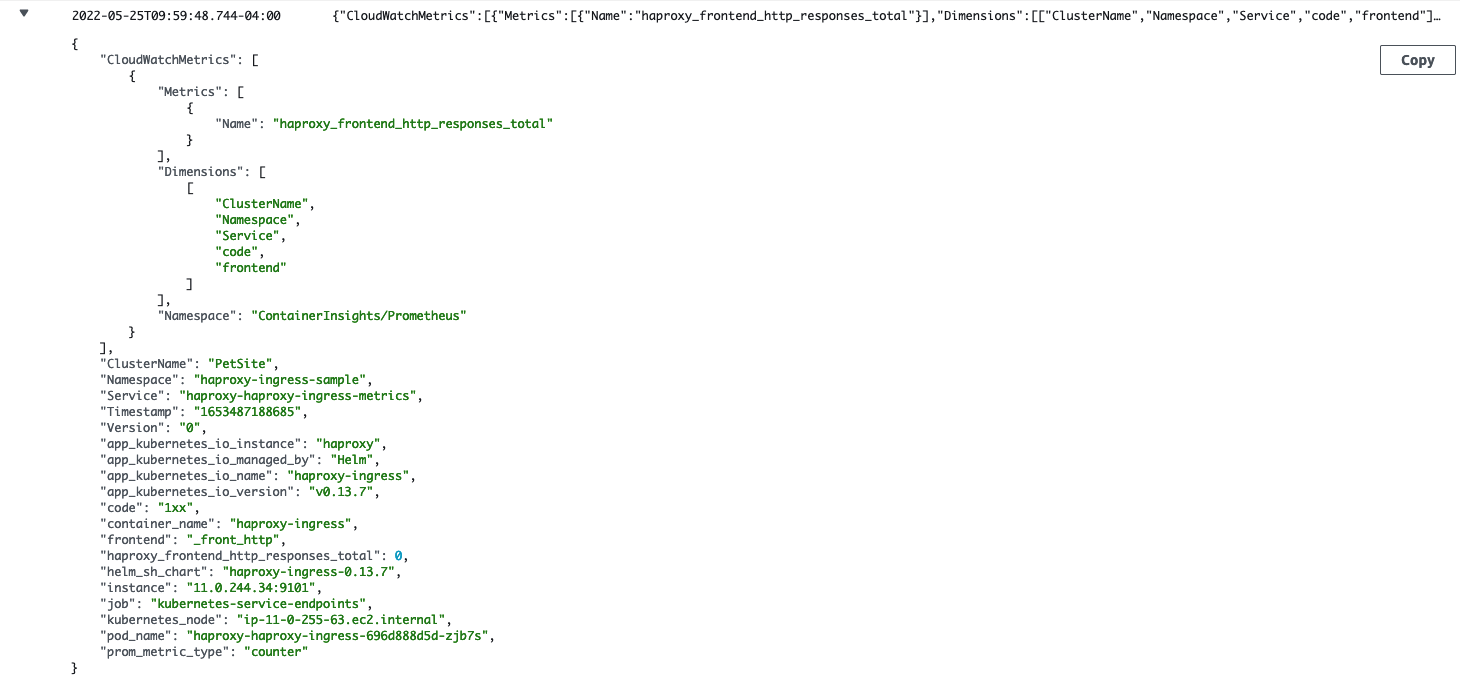 2022-05-25T09:59:48.744-04:00 {"CloudWatchMetrics":[{"Metrics":[{"Name":"haproxy_frontend_http_responses_total"}],"Dimensions":[["ClusterName","Namespace","Service","code","frontend"]…
{
Copy
"CloudWatchMetrics": [
{
"Metrics": [
{
"Name": "haproxy_frontend_http_responses_total"
}
],
"Dimensions": [
[
"ClusterName",
"Namespace",
"Service",
"code",
"frontend"
]
],
"Namespace": "ContainerInsights/Prometheus"
}
],
"ClusterName": "PetSite",
"Namespace": "haproxy-ingress-sample",
"Service": "haproxy-haproxy-ingress-metrics",
"Timestamp": "1653487188685",
"Version": "0",
"app_kubernetes_io_instance": "haproxy",
"app_kubernetes_io_managed_by": "Helm",
"app_kubernetes_io_name": "haproxy-ingress",
"app_kubernetes_io_version": "v0.13.7",
"code": "1xx",
"container_name": "haproxy-ingress",
"frontend": "_front_http",
"haproxy_frontend_http_responses_total": 0,
"helm_sh_chart": "haproxy-ingress-0.13.7",
"instance": "11.0.244.34:9101",
"job": "kubernetes-service-endpoints",
"kubernetes_node": "ip-11-0-255-63.ec2.internal",
"pod_name": "haproxy-haproxy-ingress-696d888d5d-zjb7s",
"prom_metric_type": "counter"
}